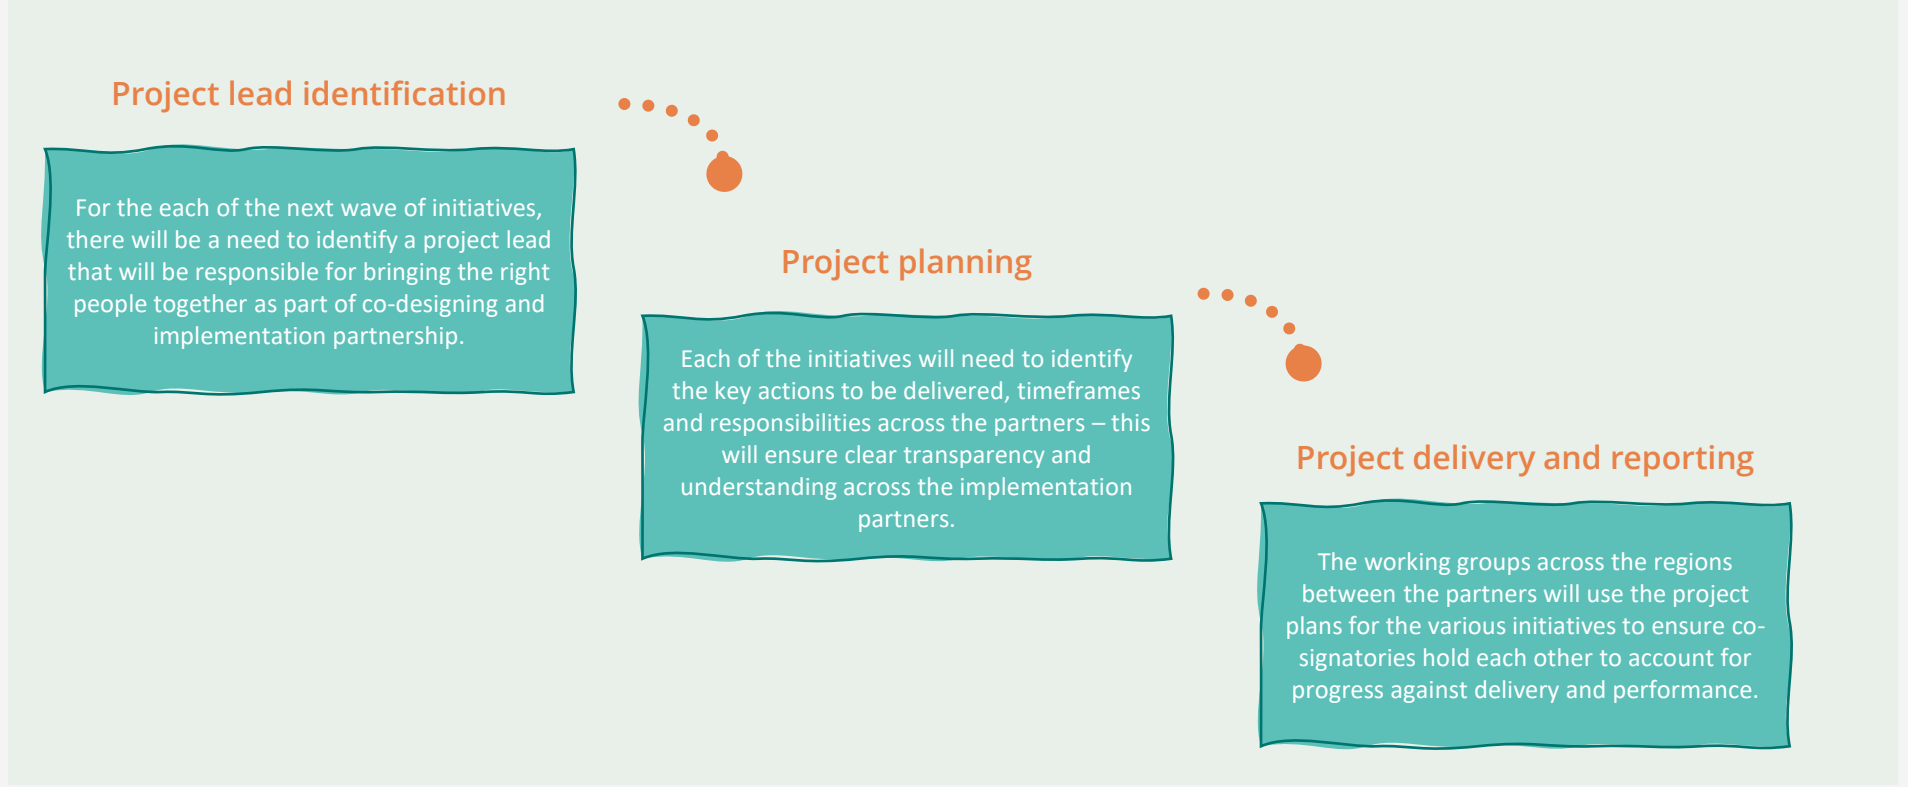 Project lead identification
For the each of the next wave of initiatives,
there will be a need to identify a project lead
that will be responsible for bringing the right
people together as part of co-designing and
implementation partnership.
Project planning
Each of the initiatives will need to identify
the key actions to be delivered, timeframes
and responsibilities across the partners – this
will ensure clear transparency and
understanding across the implementation
partners.
Project delivery and reporting
The working groups across the regions
between the partners will use the project
plans for the various initiatives to ensure co-
signatories hold each other to account for
progress against delivery and performance.